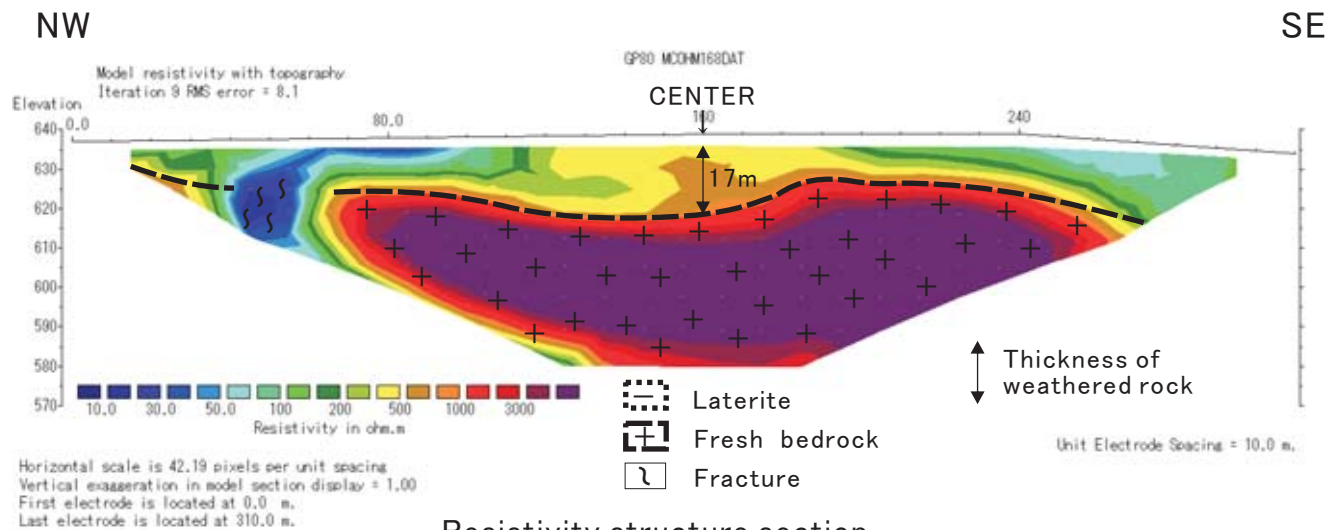 NW
SE
GP80 MCOHM168DAT
Model resistivity with topography
Iteration 9 RMS error = 8.1
CENTER
Elevation
0.0 80.0 160 240
640
630
17m
620
610
600
590
580
570
10.0 30.0 50.0 100 200 500 1000 3000
Resistivity in ohm.m
Thickness of
weathered rock
Laterite
Fresh bedrock
Fracture
Unit Electrode Spacing = 10.0 m.
Horizontal scale is 42.19 pixels per unit spacing
Vertical exaggeration in model section display = 1.00
First electrode is located at 0.0 m.
Last electrode is located at 310.0 m.
Resistivity structure section